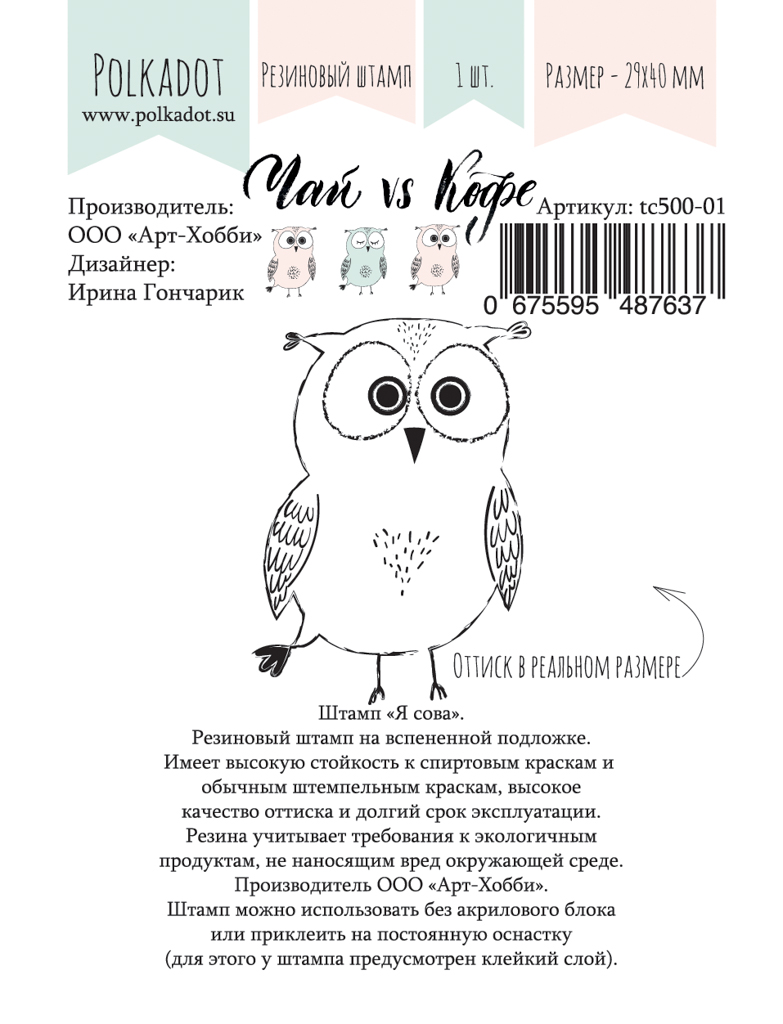 POLKADOT
www.polkadot.su
РЕЗИНОВЫЙ ШТАМП
1 ШТ.
РАЗМЕР - 29Х40 ММ
Чай vs Кофе
Производитель:
ООО «Арт-Хобби»
Дизайнер:
Ирина Гончарик
Артикул: tc500-01
0 675595 487637
ОТТИСК В РЕАЛЬНОМ РАЗМЕРЕ
Штамп «Я сова».
Резиновый штамп на вспененной подложке.
Имеет высокую стойкость к спиртовым краскам и
обычным штемпельным краскам, высокое
качество оттиска и долгий срок эксплуатации.
Резина учитывает требования к экологичным
продуктам, не наносящим вред окружающей среде.
Производитель ООО «Арт-Хобби».
Штамп можно использовать без акрилового блока
или приклеить на постоянную оснастку
(для этого у штампа предусмотрен клейкий слой).